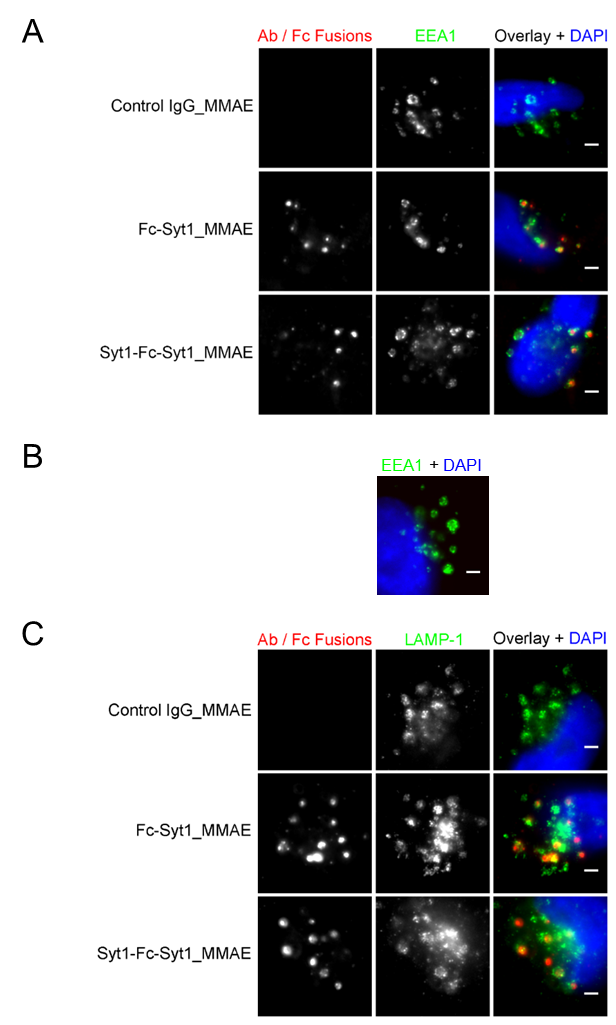 A
Ab / Fc Fusions EEA1 Overlay + DAPI
Control IgG_MMAE
Fc-Syt1_MMAE
Syt1-Fc-Syt1_MMAE
B
EEA1 + DAPI
C
Ab / Fc Fusions LAMP-1 Overlay + DAPI
Control IgG_MMAE
Fc-Syt1_MMAE
Syt1-Fc-Syt1_MMAE